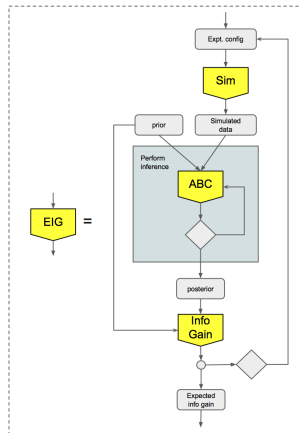 Expt. config
Sim
prior
Simulated
data
Perform
inference
ABC
EIG
=
posterior
Info
Gain
Expected
info gain